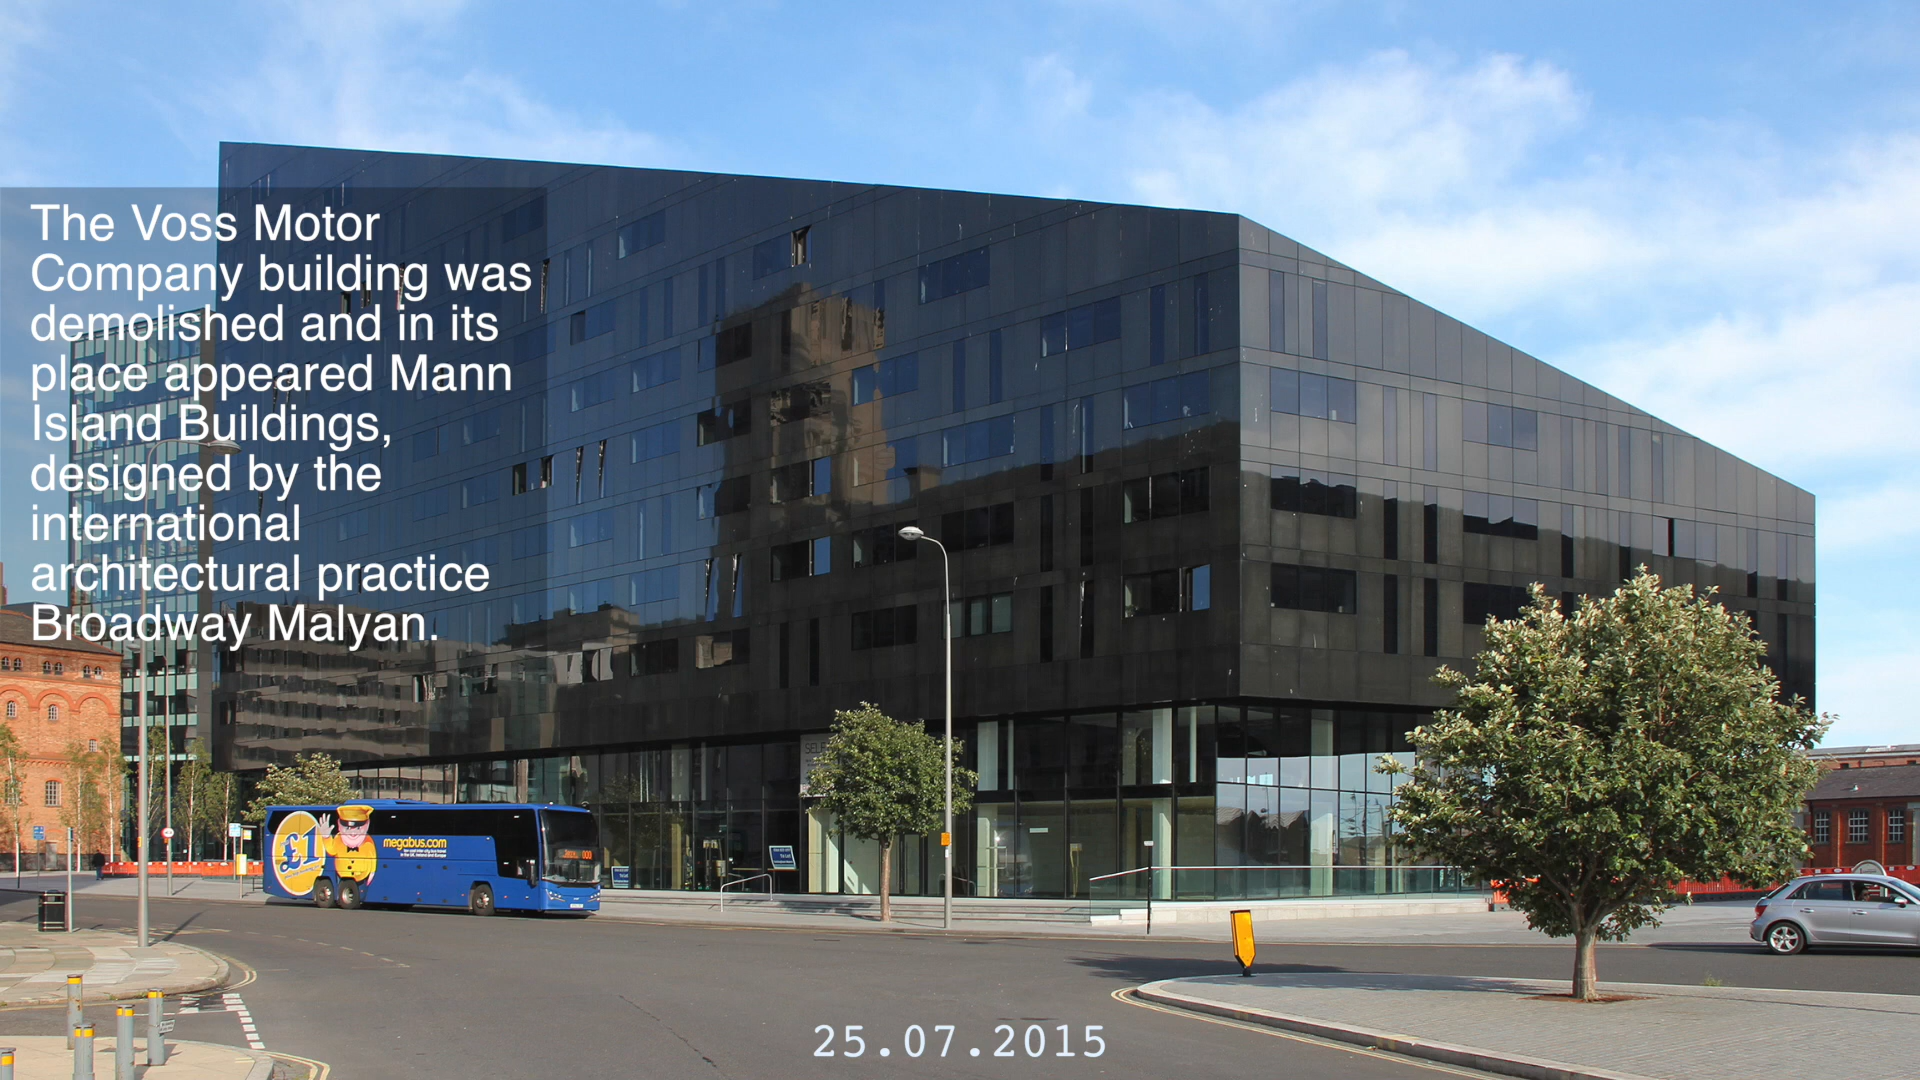 The Voss Motor
Company building was
demolished and in its
place appeared Mann
Island Buildings,
designed by the
international
architectural practice
Broadway Malyan.
£1
megabus.com
25.07.2015